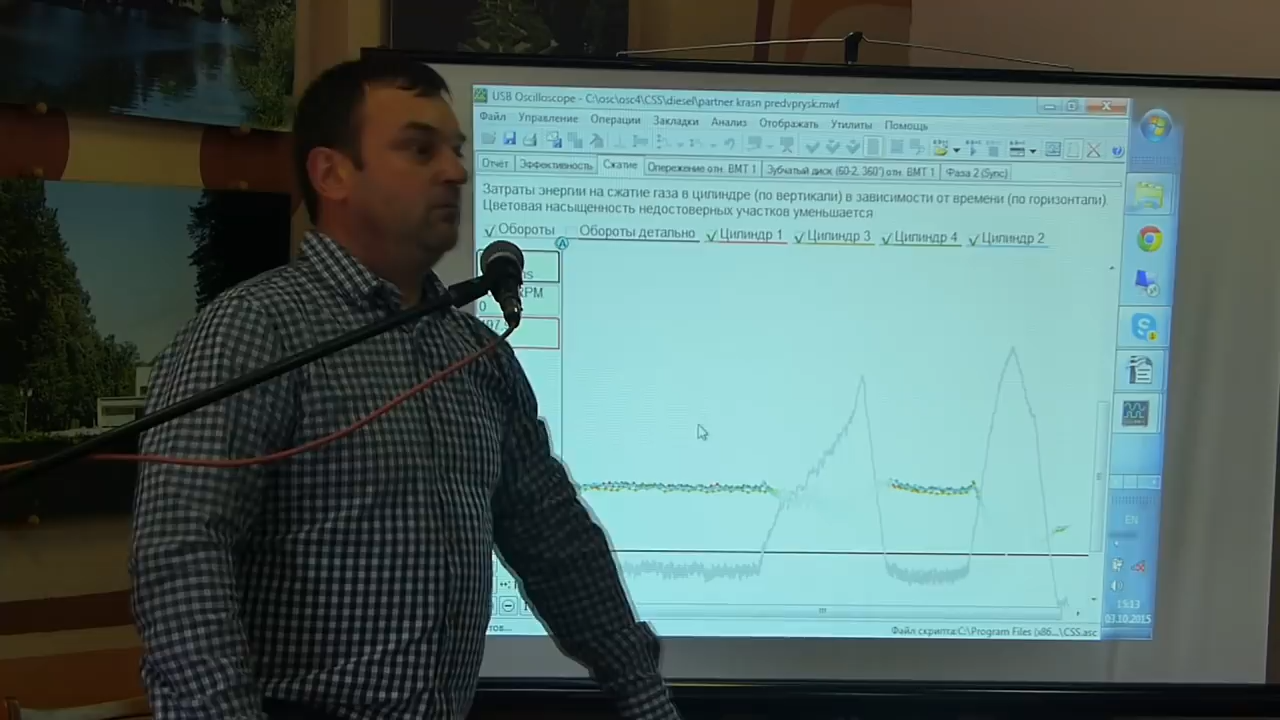 USB Oscilloscope - C:\osc\osc4\CSS\diesel\partner krasn predvprysk.mwf
Файл Управление Операции Закладки Анализ Отображать Утилиты Помощь
Отчёт Эффективность Сжатие Опережение отн. ВМТ 1 Зубчатый диск (60-2, 360°) отн. ВМТ 1 Фаза 2 (Sync)
Затраты энергии на сжатие газа в цилиндре (по вертикали) в зависимости от времени (по горизонтали).
Цветовая насыщенность недостоверных участков уменьшается
Обороты Обороты детально Цилиндр 1 Цилиндр 3 Цилиндр 4 Цилиндр 2
A
RPM
0
EN
15:13
03.10.2015
Файл скрипта:C:\Program Files (x86...\CSS.asc